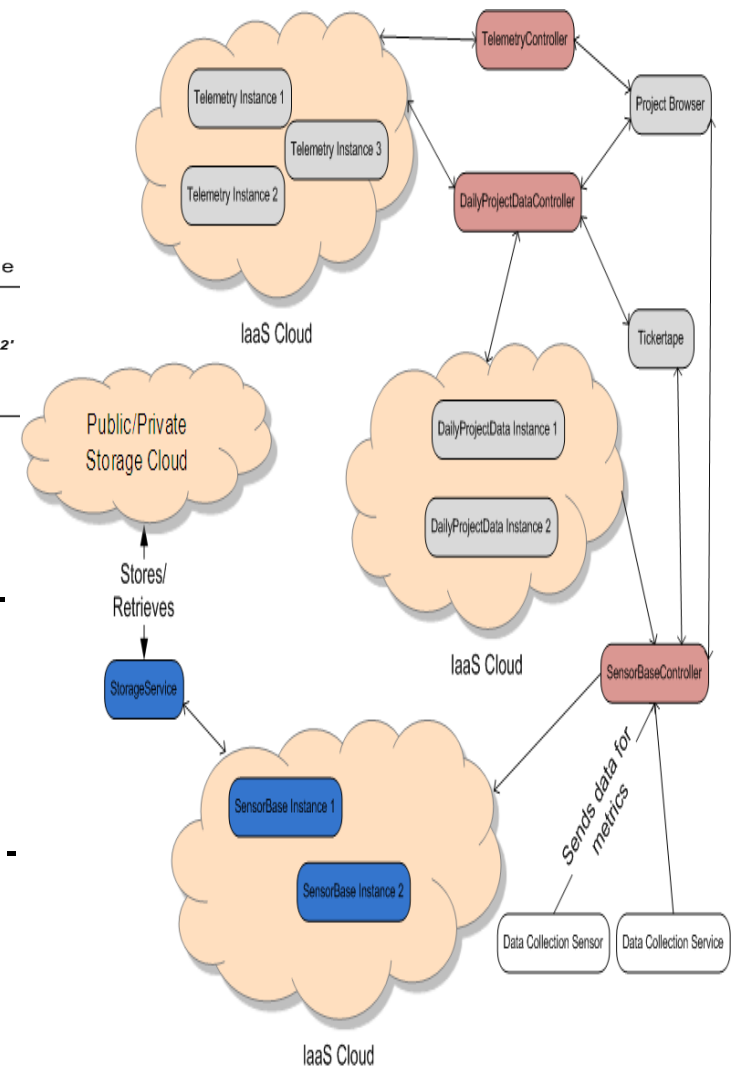 TelemetryController
Telemetry Instance 1
Project Browser
Telemetry Instance 3
Telemetry Instance 2
DailyProjectDataController
e
IaaS Cloud
2'
Tickertape
Public/Private
Storage Cloud
DailyProjectData Instance 1
DailyProjectData Instance 2
Stores/
Retrieves
IaaS Cloud
StorageService
SensorBaseController
SensorBase Instance 1
Sends data for
metrics
-
SensorBase Instance 2
Data Collection Sensor
Data Collection Service
IaaS Cloud